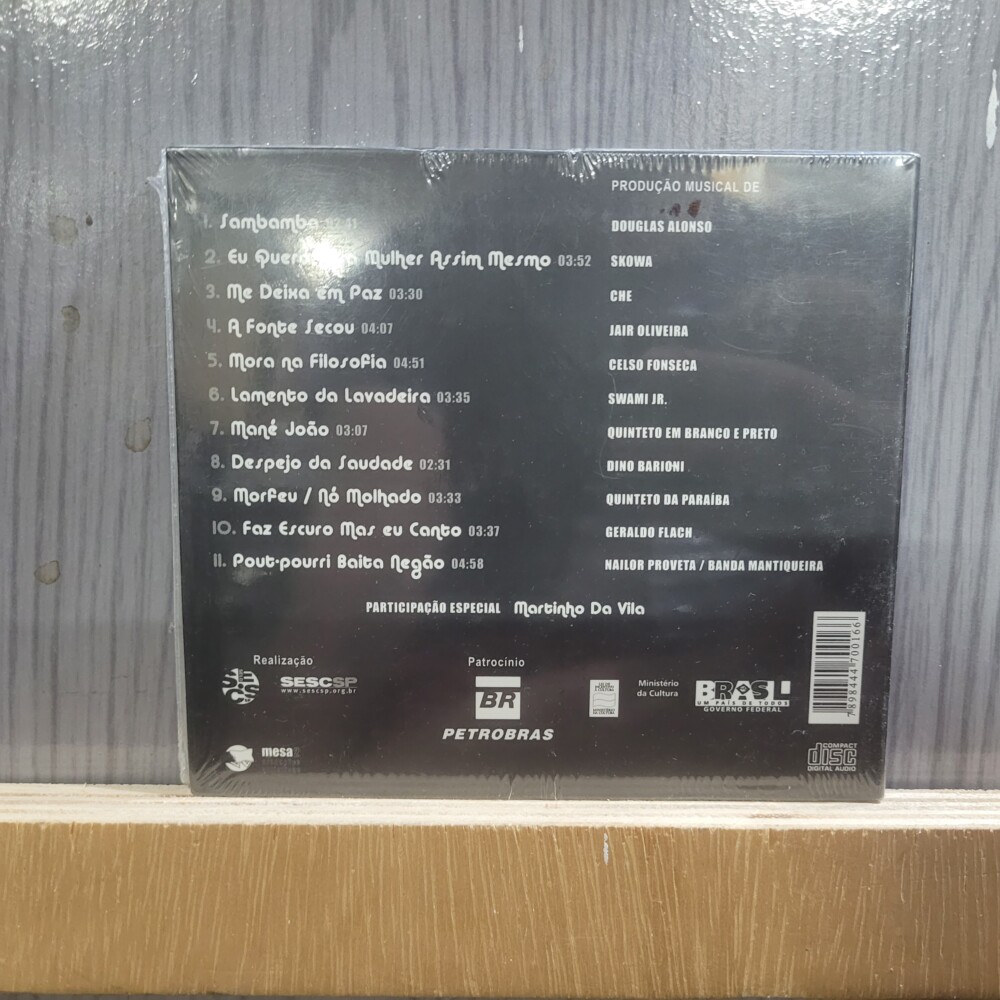 PRODUÇÃO MUSICAL DE
1. Sambamba DOUGLAS ALONSO
2. Eu Mulher Assim Mesmo 03:52 SKOWA
3. Me Deixa em Paz 03:30 CHE
4. A Fonte Secou 04:07 JAIR OLIVEIRA
5. Mora na Filosofia 04:51 CELSO FONSECA
6. Lamento da Lavadeira 03:35 SWAMI JR.
7. Mané João 03:07 QUINTETO EM BRANCO E PRETO
8. Despejo da Saudade 02:31 DINO BARIONI
9. Morfeu / Nó Molhado 03:33 QUINTETO DA PARAÍBA
10. Faz Escuro Mas eu Canto 03:37 GERALDO FLACH
11. Pout-pourri Baita Negão 04:58 NAILOR PROVETA / BANDA MANTIQUEIRA
PARTICIPAÇÃO ESPECIAL Martinho Da Vila
Realização
Patrocínio
SESCSP
www.sescsp.org.br
BR
PETROBRAS
Ministério
da Cultura
BRASIL
UM PAÍS DE TODOS
GOVERNO FEDERAL
7898444700166
mesa
COMPACT
disc
DIGITAL AUDIO